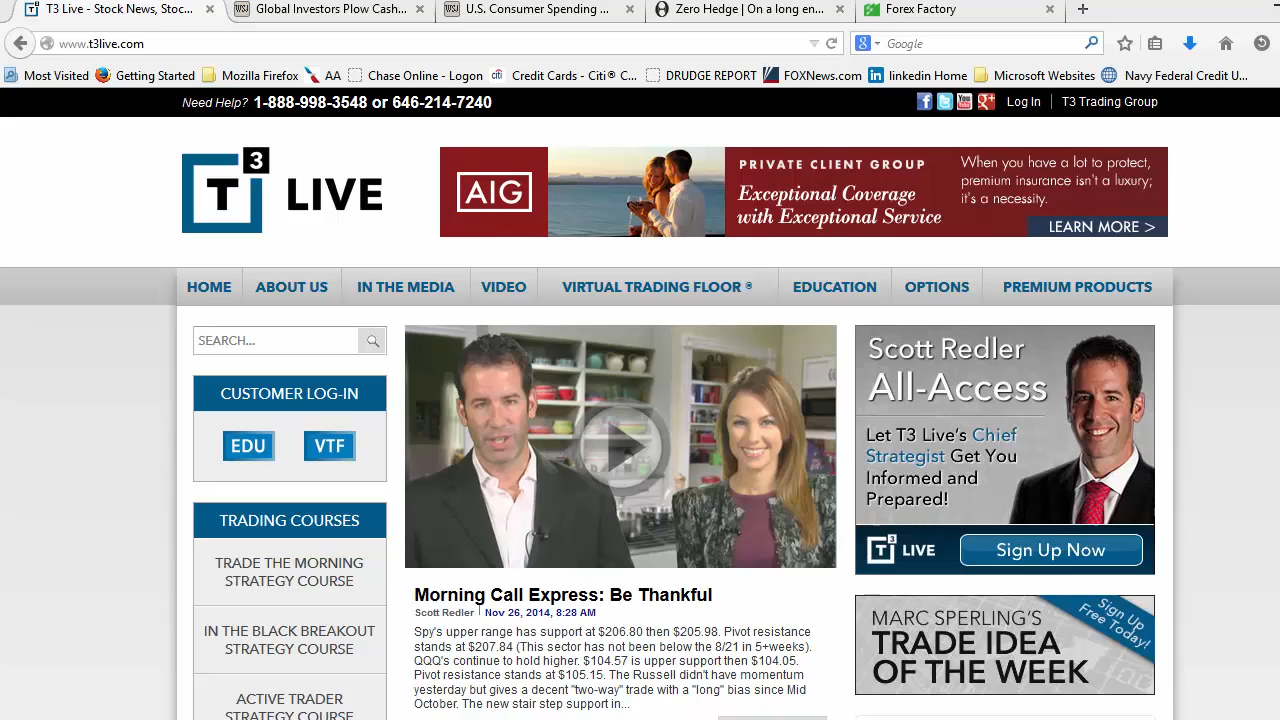 T3 Live - Stock News, Stoc...
Global Investors Plow Cash...
U.S. Consumer Spending ...
Zero Hedge | On a long en...
Forex Factory
www.t3live.com
Google
Most Visited
Getting Started
Mozilla Firefox
AA
Chase Online - Logon
Credit Cards - Citi® C...
DRUDGE REPORT
FOXNews.com
linkedin Home
Microsoft Websites
Navy Federal Credit U...
Need Help? 1-888-998-3548 or 646-214-7240
Log In
T3 Trading Group
T3 LIVE
AIG
PRIVATE CLIENT GROUP
Exceptional Coverage
with Exceptional Service
When you have a lot to protect,
premium insurance isn't a luxury;
it's a necessity.
LEARN MORE >
HOME
ABOUT US
IN THE MEDIA
VIDEO
VIRTUAL TRADING FLOOR ®
EDUCATION
OPTIONS
PREMIUM PRODUCTS
SEARCH...
CUSTOMER LOG-IN
EDU
VTF
TRADING COURSES
TRADE THE MORNING
STRATEGY COURSE
IN THE BLACK BREAKOUT
STRATEGY COURSE
ACTIVE TRADER
STRATEGY COURSE
Morning Call Express: Be Thankful
Scott Redler | Nov 26, 2014, 8:28 AM
Spy's upper range has support at $206.80 then $205.98. Pivot resistance
stands at $207.84 (This sector has not been below the 8/21 in 5+weeks).
QQQ's continue to hold higher. $104.57 is upper support then $104.05.
Pivot resistance stands at $105.15. The Russell didn't have momentum
yesterday but gives a decent "two-way" trade with a "long" bias since Mid
October. The new stair step support in...
Scott Redler
All-Access
Let T3 Live's Chief
Strategist Get You
Informed and
Prepared!
T3 LIVE
Sign Up Now
MARC SPERLING'S
TRADE IDEA
OF THE WEEK
Sign Up
Free Today!